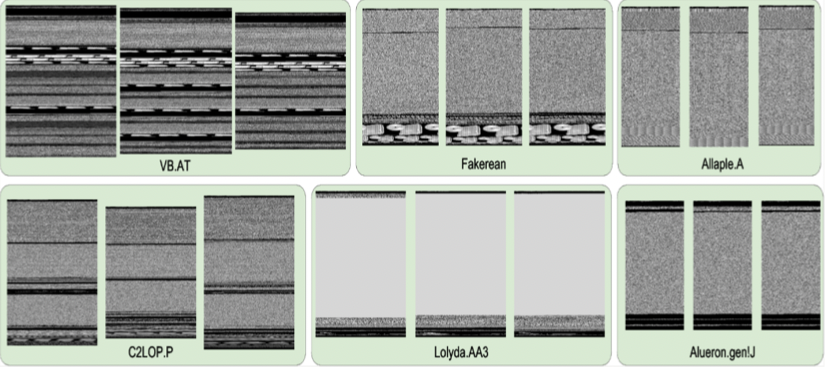 VB.AT
Fakerean
Allaple.A
C2LOP.P
Lolyda.AA3
Alueron.gen!J